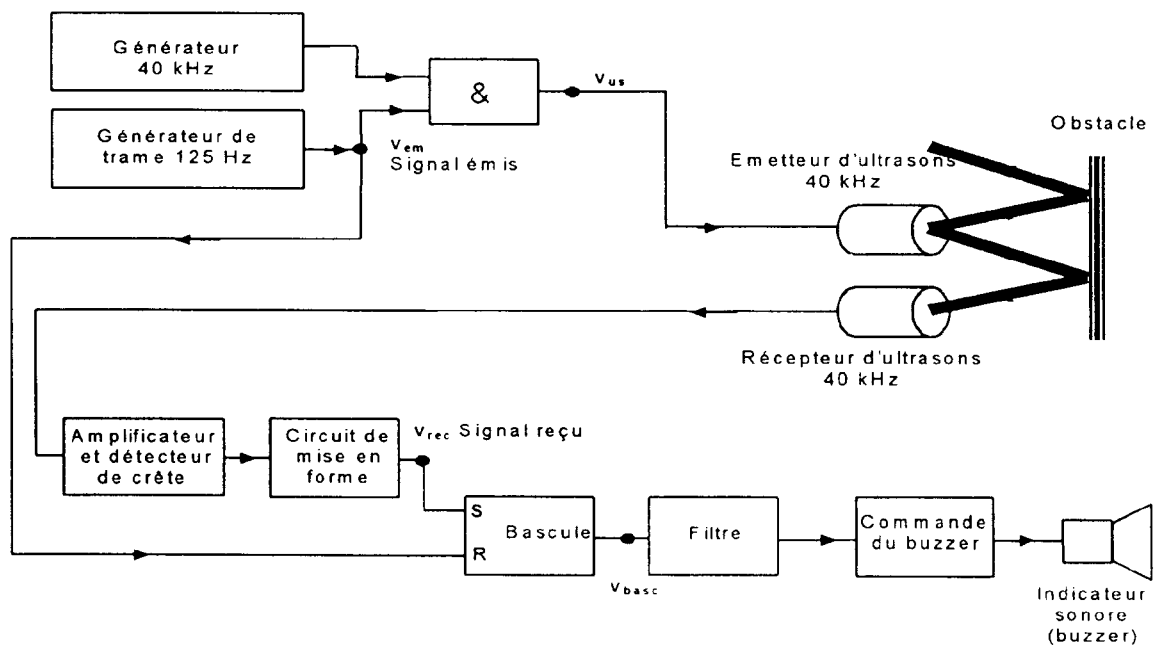 Générateur
40 kHz
Générateur de
trame 125 Hz
&
vus
vem
Signal émis
Obstacle
Emetteur d'ultrasons
40 kHz
Récepteur d'ultrasons
40 kHz
Amplificateur
et détecteur
de crête
Circuit de
mise en
forme
vrec Signal reçu
S
Bascule
R
vbasc
Filtre
Commande
du buzzer
Indicateur
sonore
(buzzer)